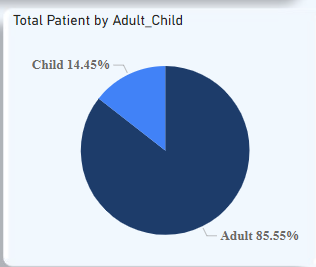 Total Patient by Adult_Child
Child 14.45%
Adult 85.55%